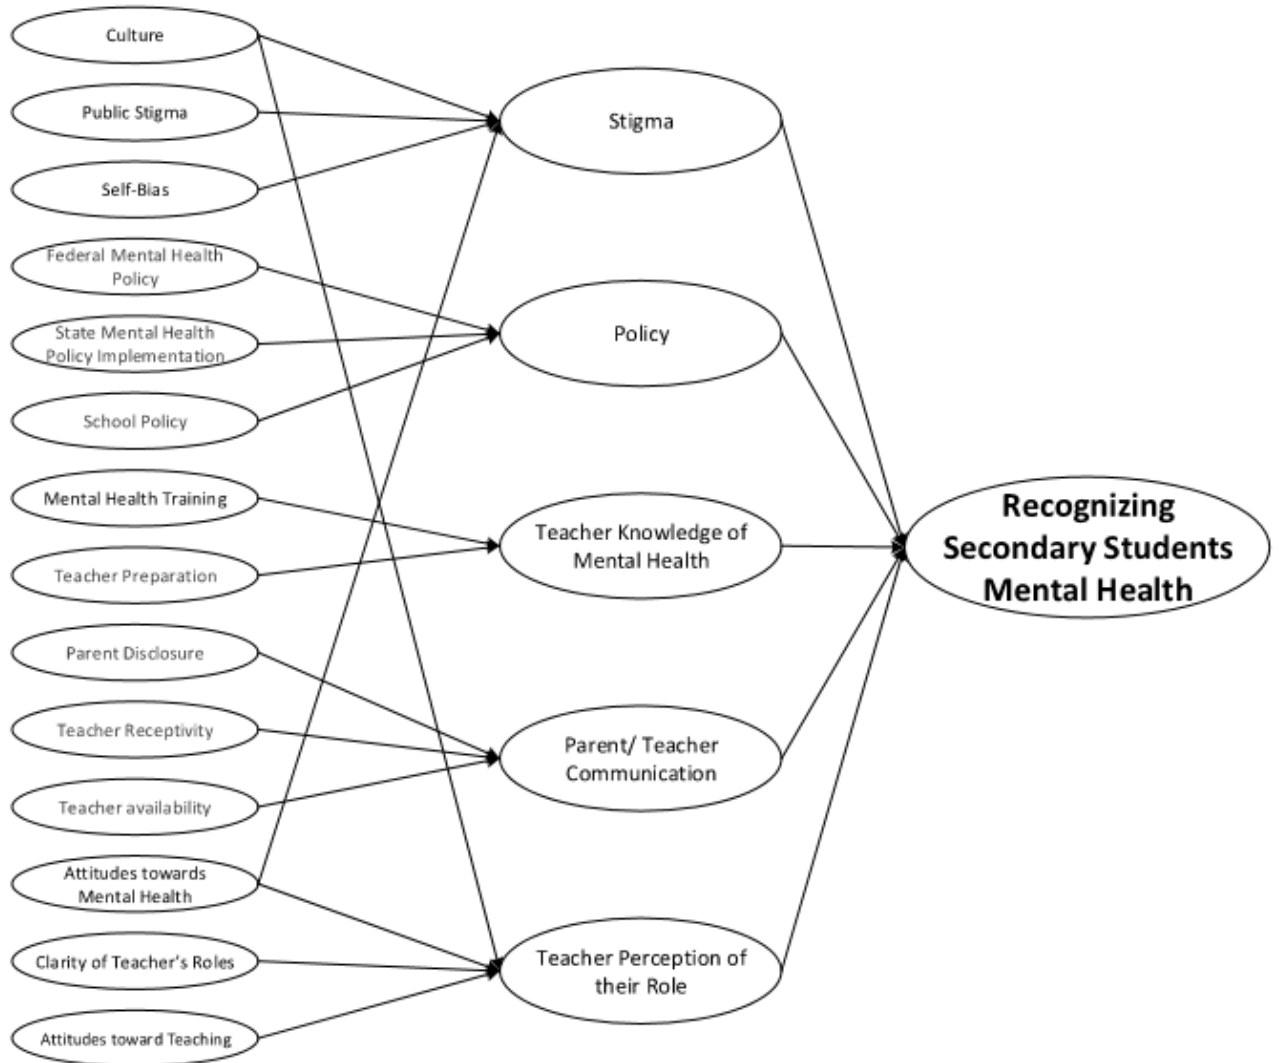 Culture
Public Stigma
Self-Bias
Federal Mental Health
Policy
State Mental Health
Policy Implementation
School Policy
Mental Health Training
Teacher Preparation
Parent Disclosure
Teacher Receptivity
Teacher availability
Attitudes towards
Mental Health
Clarity of Teacher's Roles
Attitudes toward Teaching
Stigma
Policy
Teacher Knowledge of
Mental Health
Parent/ Teacher
Communication
Teacher Perception of
their Role
Recognizing
Secondary Students
Mental Health